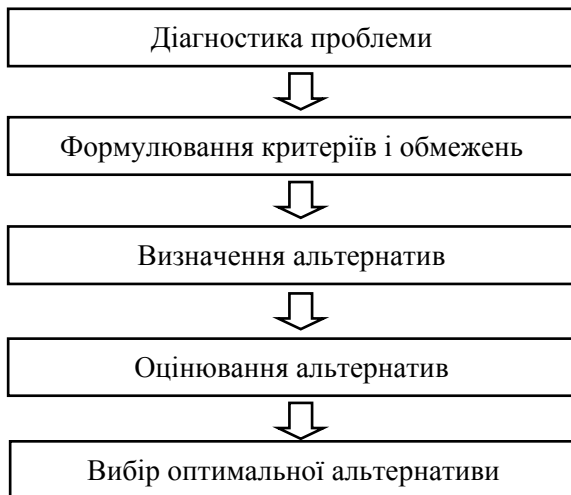 Діагностика проблеми
Формулювання критеріїв і обмежень
Визначення альтернатив
Оцінювання альтернатив
Вибір оптимальної альтернативи